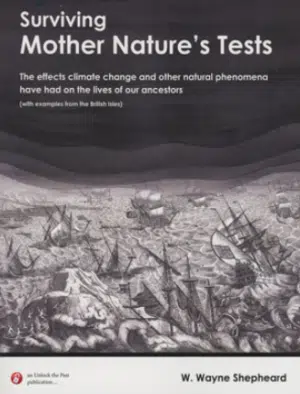 Surviving
Mother Nature's Tests
The effects climate change and other natural phenomena
have had on the lives of our ancestors
(with examples from the British Isles)
an Unlock the Past
publication...
W. Wayne Shepheard